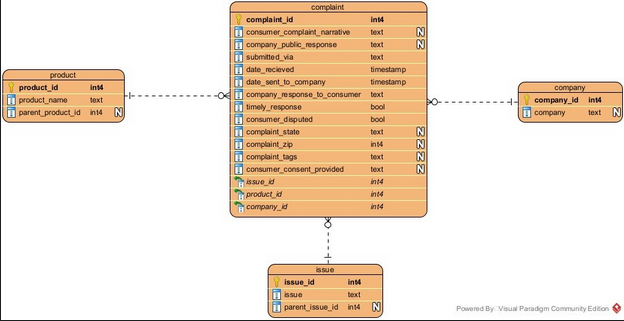 complaint
complaint_id int4
consumer_complaint_narrative text N
company_public_response text N
submitted_via text
date_recieved timestamp
date_sent_to_company timestamp
company_response_to_consumer text
timely_response bool
consumer_disputed bool
complaint_state text N
complaint_zip int4 N
complaint_tags text N
consumer_consent_provided text N
issue_id int4
product_id int4
company_id int4
product
product_id int4
product_name text
parent_product_id int4 N
company
company_id int4
company text N
issue
issue_id int4
issue text
parent_issue_id int4 N
Powered By: Visual Paradigm Community Edition